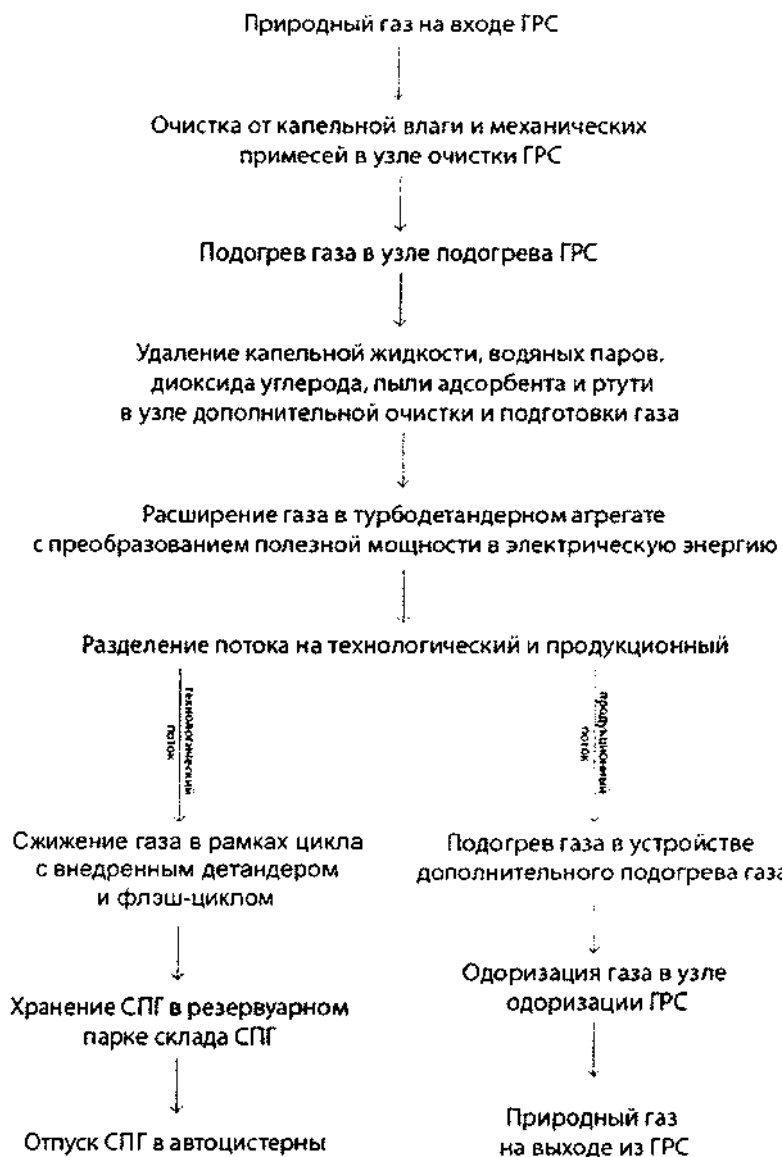 Природный газ на входе ГРС
Очистка от капельной влаги и механических
примесей в узле очистки ГРС
Подогрев газа в узле подогрева ГРС
Удаление капельной жидкости, водяных паров,
диоксида углерода, пыли адсорбента и ртути
в узле дополнительной очистки и подготовки газа
Расширение газа в турбодетандерном агрегате
с преобразованием полезной мощности в электрическую энергию
Разделение потока на технологический и продукционный
технологический
поток
продукционный
поток
Сжижение газа в рамках цикла
с внедренным детандером
и флэш-циклом
Подогрев газа в устройстве
дополнительного подогрева газа
Хранение СПГ в резервуарном
парке склада СПГ
Одоризация газа в узле
одоризации ГРС
Отпуск СПГ в автоцистерны
Природный газ
на выходе из ГРС